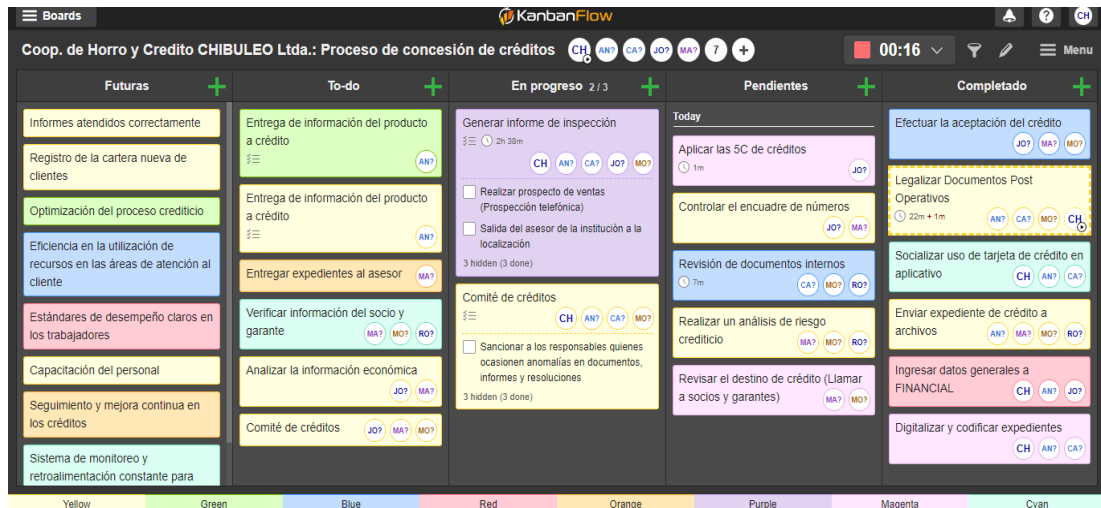 Boards
KanbanFlow
CH
Coop. de Horro y Credito CHIBULEO Ltda.: Proceso de concesión de créditos
CH AN? CA? JO? MA? 7 +
00:16
Menu
Futuras
Informes atendidos correctamente
Registro de la cartera nueva de
clientes
Optimización del proceso crediticio
Eficiencia en la utilización de
recursos en las áreas de atención al
cliente
Estándares de desempeño claros en
los trabajadores
Capacitación del personal
Seguimiento y mejora continua en
los créditos
Sistema de monitoreo y
retroalimentación constante para
To-do
Entrega de información del producto
a crédito
AN?
Entrega de información del producto
a crédito
AN?
Entregar expedientes al asesor
MA?
Verificar información del socio y
garante
MA? MO? RO?
Analizar la información económica
JO? MA?
Comité de créditos
JO? MA? MO?
En progreso 2/3
Generar informe de inspección
2h 38m
CH AN? CA? JO? MO?
Realizar prospecto de ventas
(Prospección telefónica)
Salida del asesor de la institución a la
localización
3 hidden (3 done)
Comité de créditos
CH AN? CA? MO?
Sancionar a los responsables quienes
ocasionen anomalías en documentos,
informes y resoluciones
3 hidden (3 done)
Pendientes
Today
Aplicar las 5C de créditos
1m
JO?
Controlar el encuadre de números
JO? MA?
Revisión de documentos internos
7m
CA? MO? RO?
Realizar un análisis de riesgo
crediticio
MA? MO? RO?
Revisar el destino de crédito (Llamar
a socios y garantes)
MA? MO?
Completado
Efectuar la aceptación del crédito
JO? MA? MO?
Legalizar Documentos Post
Operativos
22m + 1m
AN? CA? MO? CH
Socializar uso de tarjeta de crédito en
aplicativo
CH AN? CA?
Enviar expediente de crédito a
archivos
AN? MA? MO? RO?
Ingresar datos generales a
FINANCIAL
CH AN? JO?
Digitalizar y codificar expedientes
CH AN? CA?
Yellow Green Blue Red Orange Purple Magenta Cyan